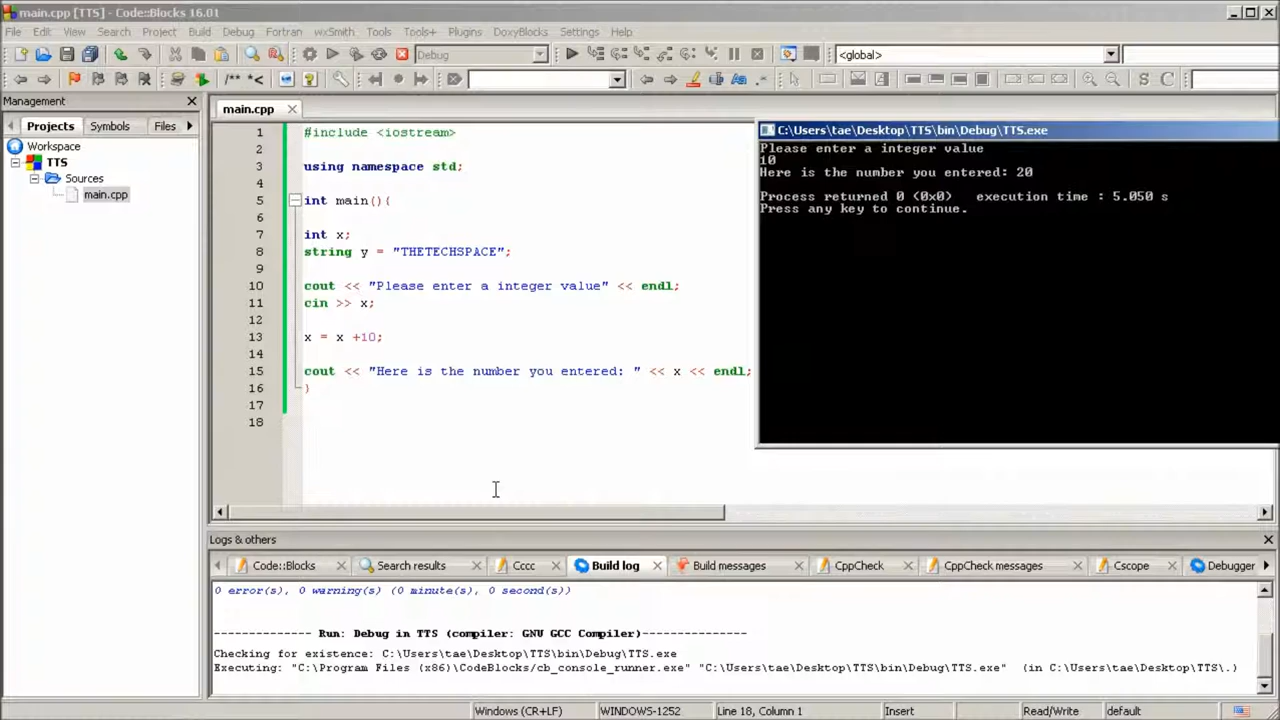 main.cpp [TTS] - Code::Blocks 16.01
File Edit View Search Project Build Debug Fortran wxSmith Tools Tools+ Plugins DoxyBlocks Settings Help
Debug
<global>
/** *<
Aa
S C
Management
main.cpp
Projects Symbols Files
Workspace
TTS
Sources
main.cpp
1 #include <iostream>
2
3 using namespace std;
4
5 int main(){
6
7 int x;
8 string y = "THETECHSPACE";
9
10 cout << "Please enter a integer value" << endl;
11 cin >> x;
12
13 x = x +10;
14
15 cout << "Here is the number you entered: " << x << endl;
16 }
17
18
C:\Users\tae\Desktop\TTS\bin\Debug\TTS.exe
Please enter a integer value
10
Here is the number you entered: 20
Process returned 0 (0x0)   execution time : 5.050 s
Press any key to continue.
Logs & others
Code::Blocks Search results Cccc Build log Build messages CppCheck CppCheck messages Cscope Debugger
0 error(s), 0 warning(s) (0 minute(s), 0 second(s))
-------------- Run: Debug in TTS (compiler: GNU GCC Compiler)---------------
Checking for existence: C:\Users\tae\Desktop\TTS\bin\Debug\TTS.exe
Executing: "C:\Program Files (x86)\CodeBlocks/cb_console_runner.exe" "C:\Users\tae\Desktop\TTS\bin\Debug\TTS.exe"  (in C:\Users\tae\Desktop\TTS\.)
Windows (CR+LF) WINDOWS-1252 Line 18, Column 1 Insert Read/Write default